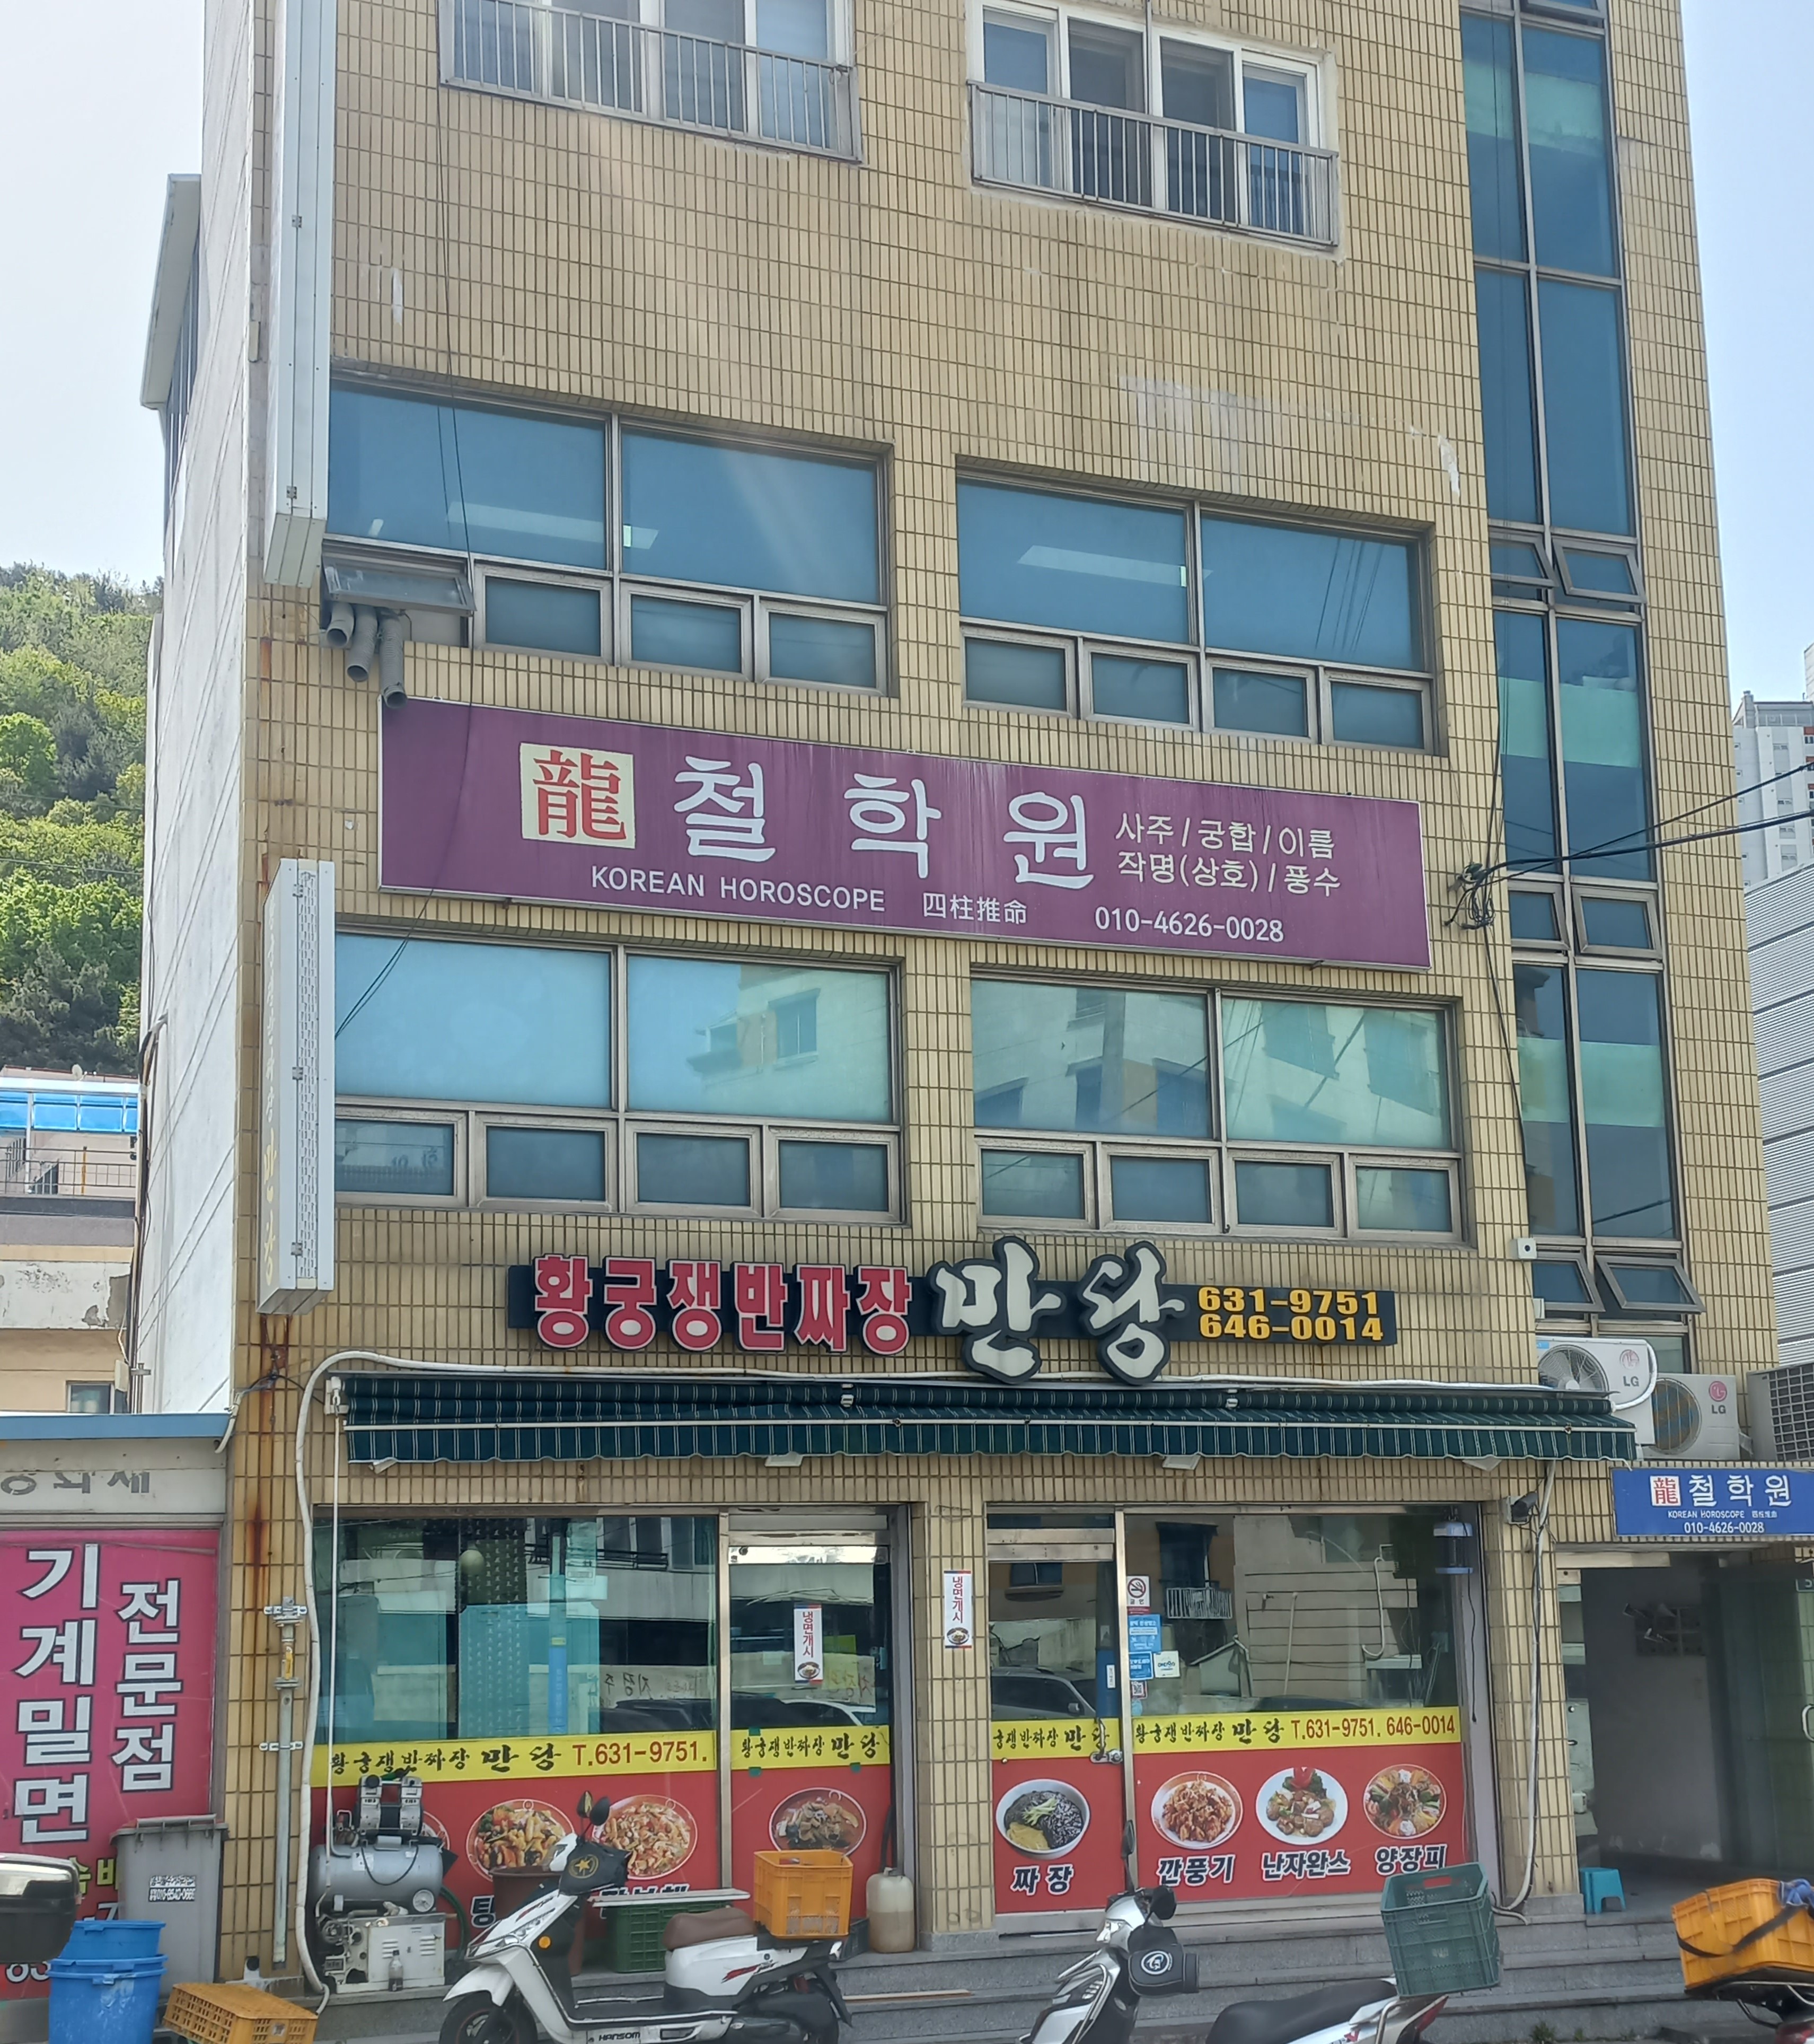 龍 철학원
사주/궁합/이름
작명(상호)/풍수
KOREAN HOROSCOPE 四柱推命 010-4626-0028
황궁쟁반짜장 만당
631-9751
646-0014
LG
LG
龍 철학원
KOREAN HOROSCOPE 四柱推命
010-4626-0028
기계밀면
전문점
냉면개시
냉면개시
황궁쟁반짜장 만당 T.631-9751.
황궁쟁반짜장 만당
궁쟁반짜장 만당
황궁쟁반짜장 만당 T.631-9751. 646-0014
짜장
깐풍기
난자완스
양장피
HANSOM